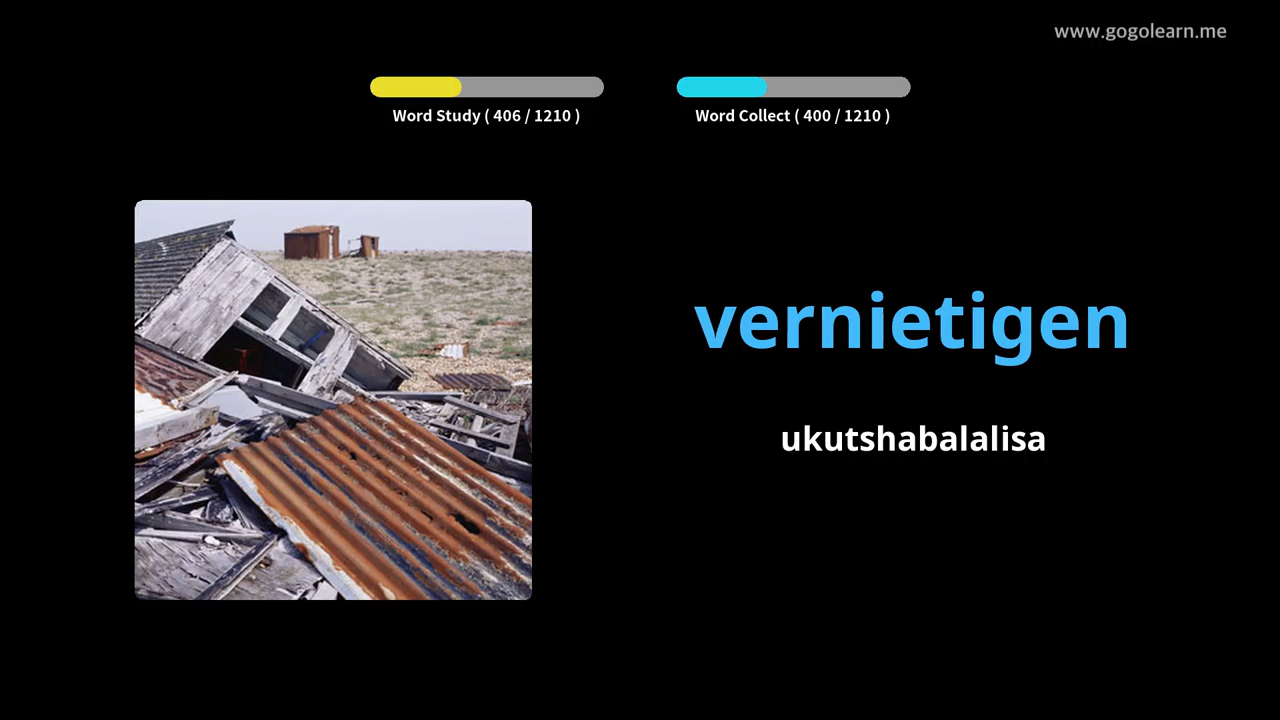 www.gogolearn.me
Word Study ( 406 / 1210 )
Word Collect ( 400 / 1210 )
vernietigen
ukutshabalalisa